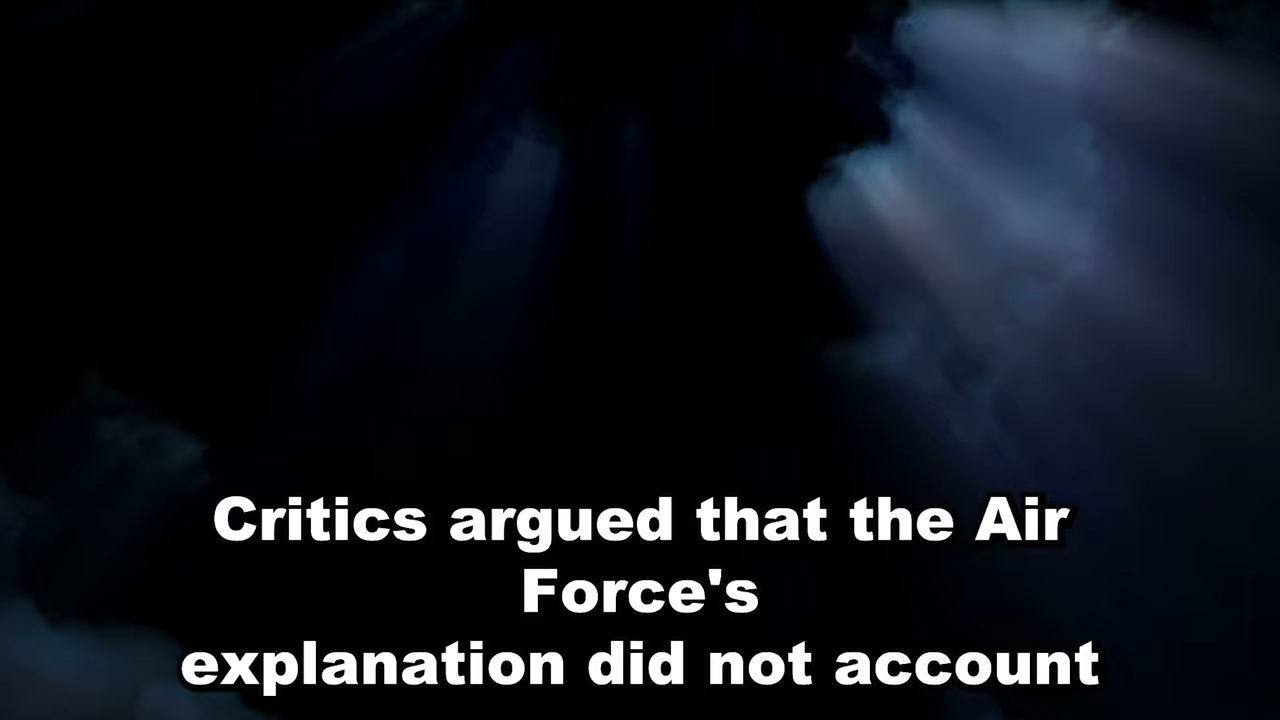 Critics argued that the Air
Force's
explanation did not account